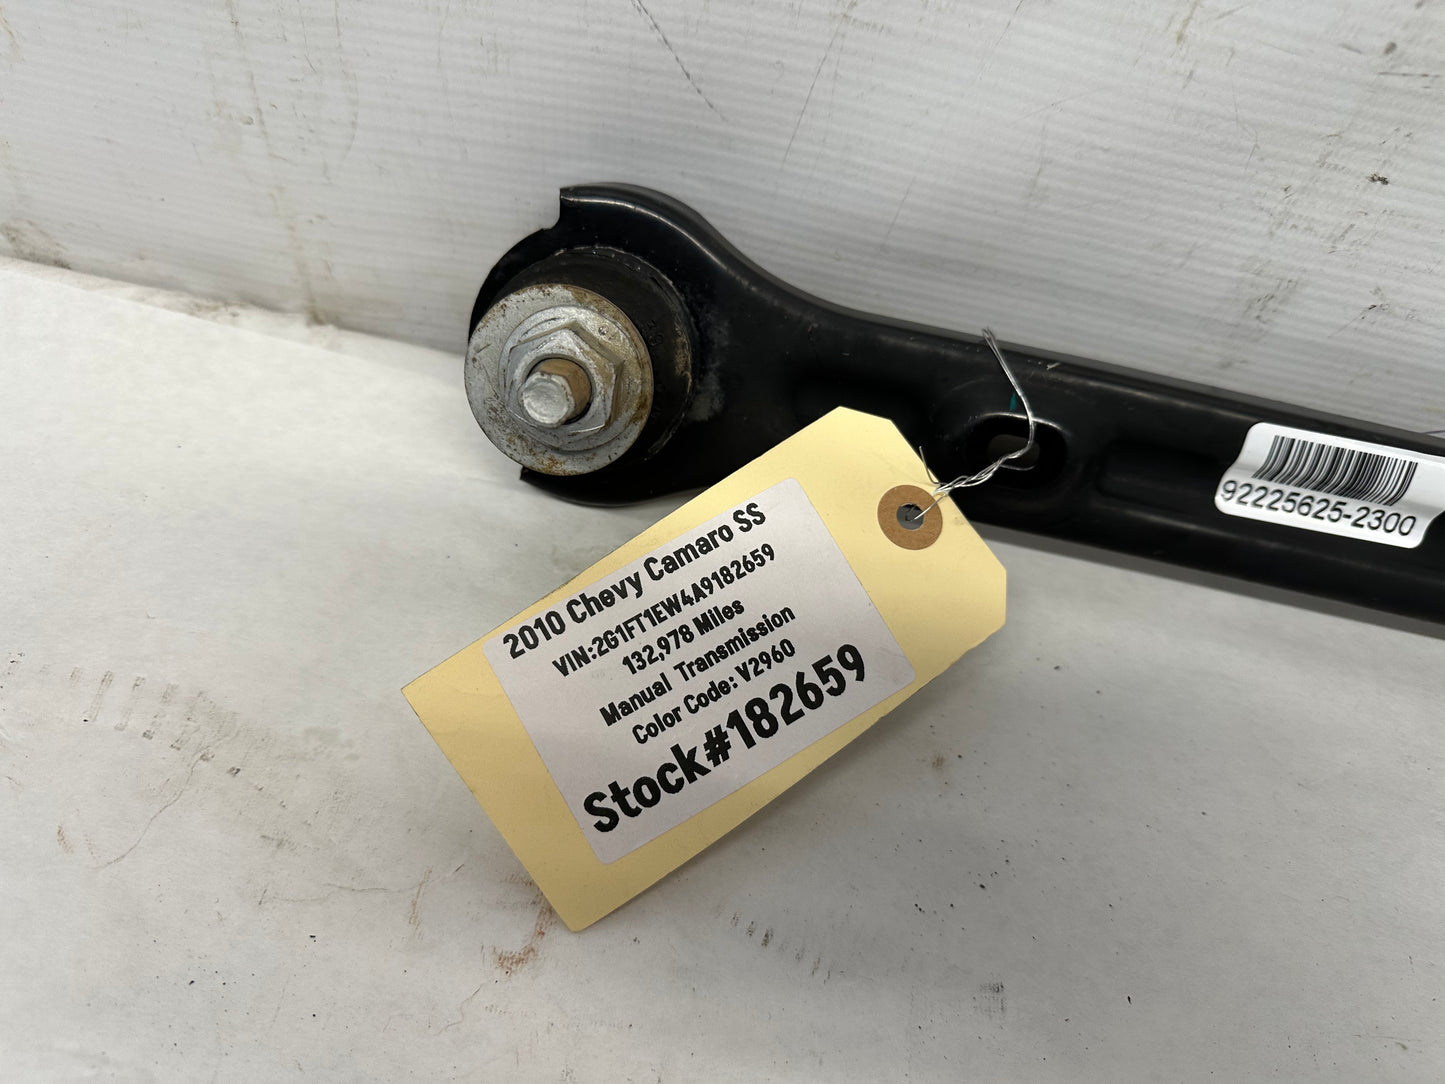 2010 Chevy Camaro SS
VIN:2G1FT1EW4A9182659
132,978 Miles
Manual Transmission
Color Code: V2960
Stock#182659
92225625-2300